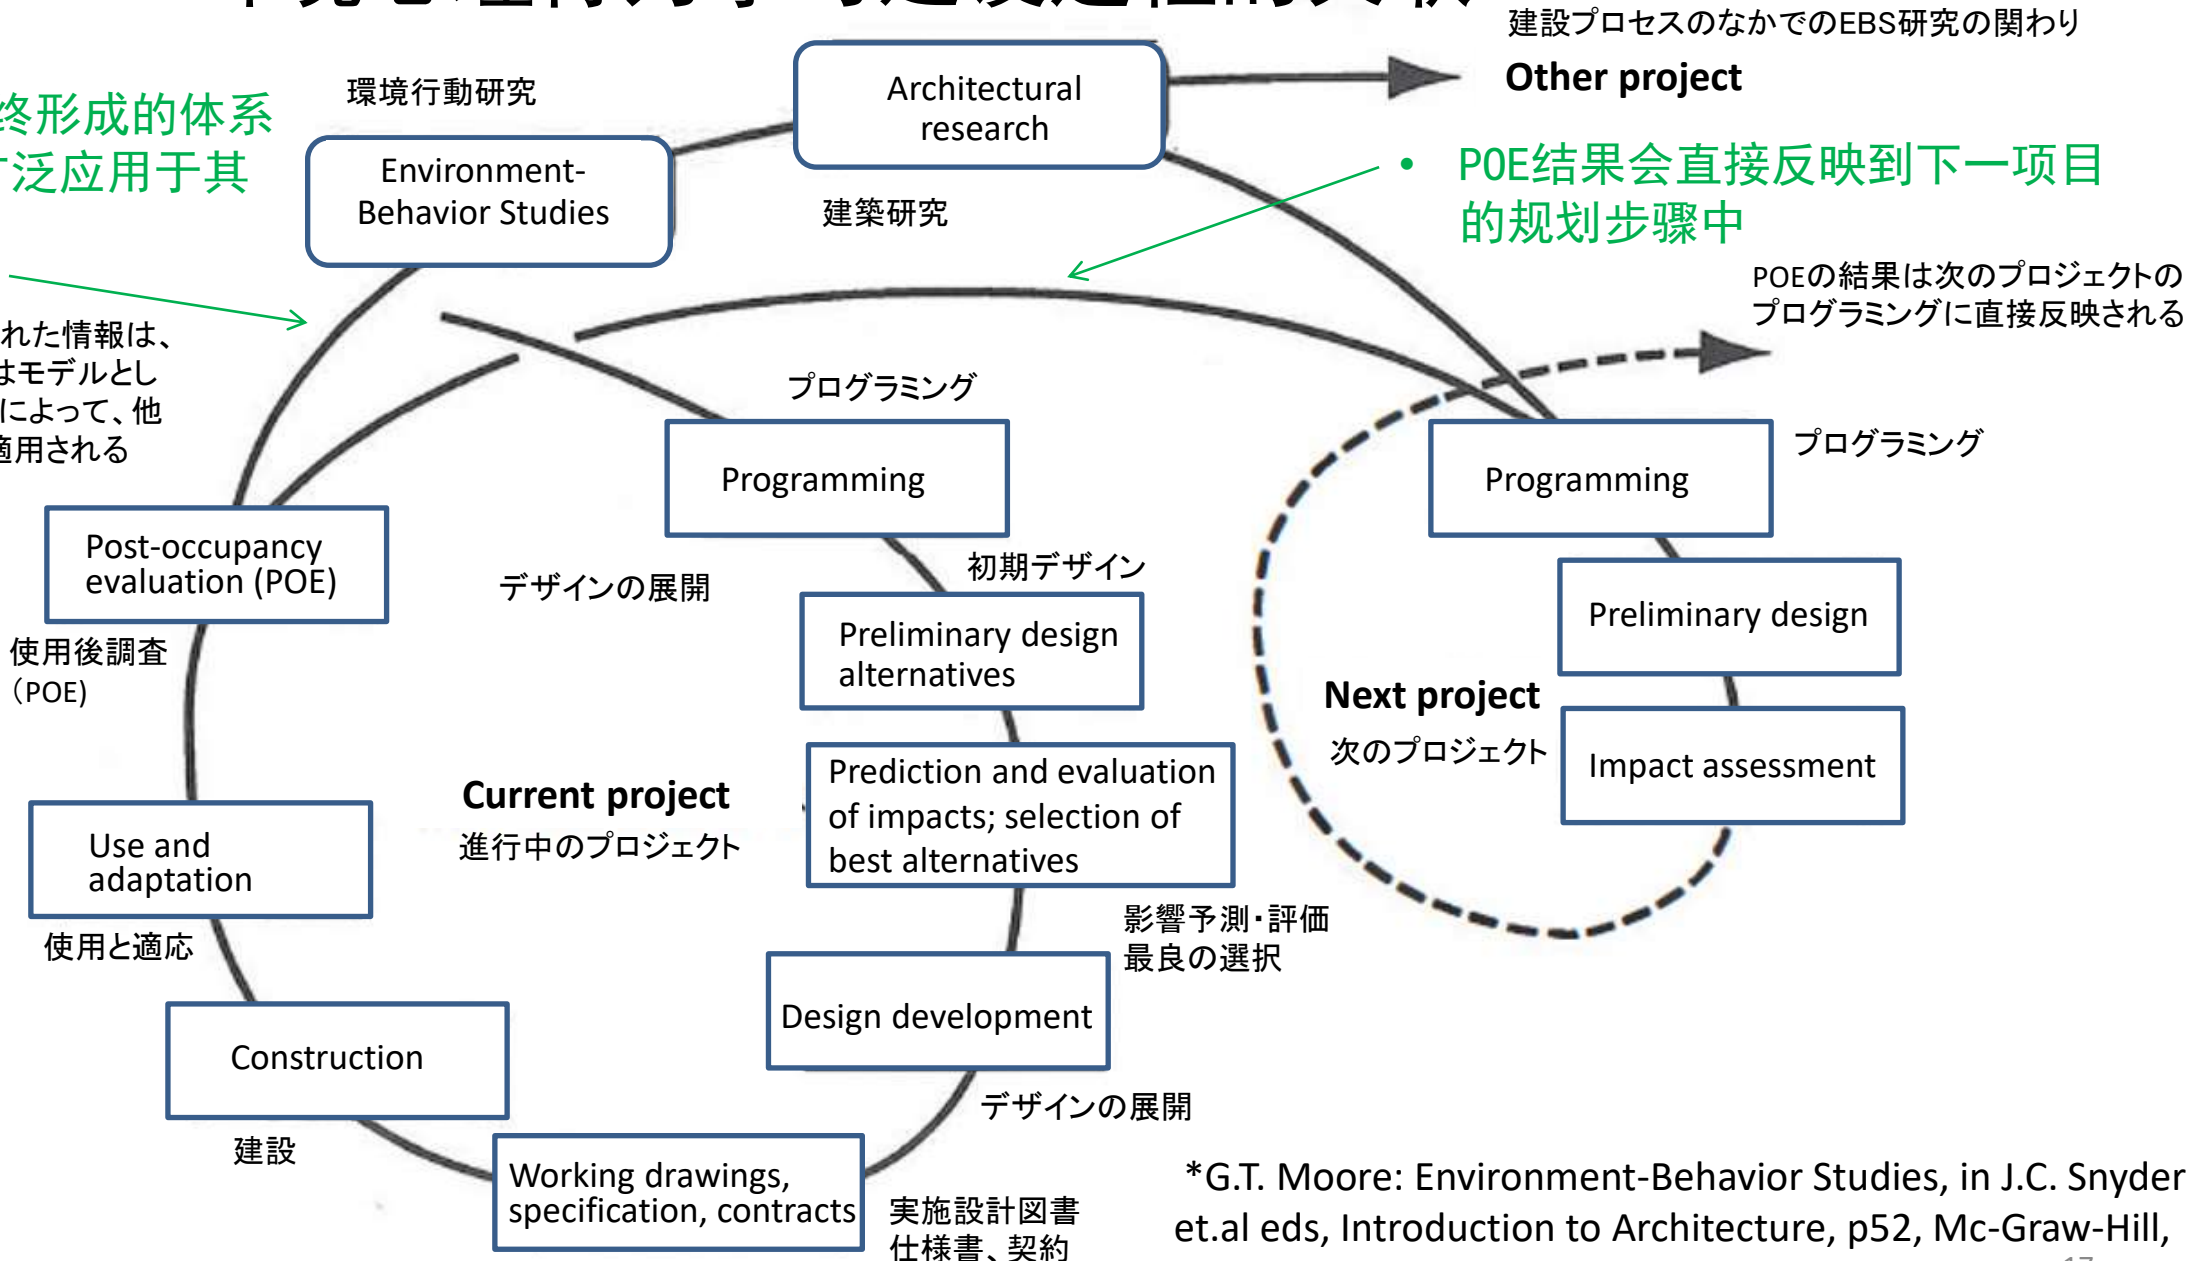 建設プロセスのなかでのEBS研究の関わり
Other project
環境行動研究
Architectural
research
终形成的体系
广泛应用于其
Environment-
Behavior Studies
建築研究
• POE结果会直接反映到下一项目
的规划步骤中
POEの結果は次のプロジェクトの
プログラミングに直接反映される
れた情報は、
はモデルとし
によって、他
適用される
プログラミング
Programming
Programming
プログラミング
Post-occupancy
evaluation (POE)
デザインの展開
初期デザイン
Preliminary design
alternatives
Preliminary design
使用後調査
（POE)
Next project
次のプロジェクト
Impact assessment
Current project
進行中のプロジェクト
Prediction and evaluation
of impacts; selection of
best alternatives
Use and
adaptation
使用と適応
影響予測・評価
最良の選択
Design development
Construction
デザインの展開
建設
Working drawings,
specification, contracts
実施設計図書
仕様書、契約
*G.T. Moore: Environment-Behavior Studies, in J.C. Snyder
et.al eds, Introduction to Architecture, p52, Mc-Graw-Hill,